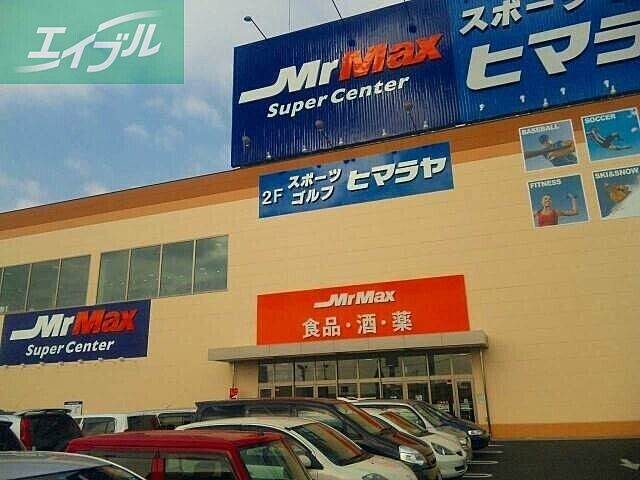 エイブル
MrMax
Super Center
スポーツ
ヒマラヤ
BASEBALL
SOCCER
2F スポーツ
ゴルフ ヒマラヤ
FITNESS
SKI&SNOW
MrMax
食品・酒・薬
MrMax
Super Center